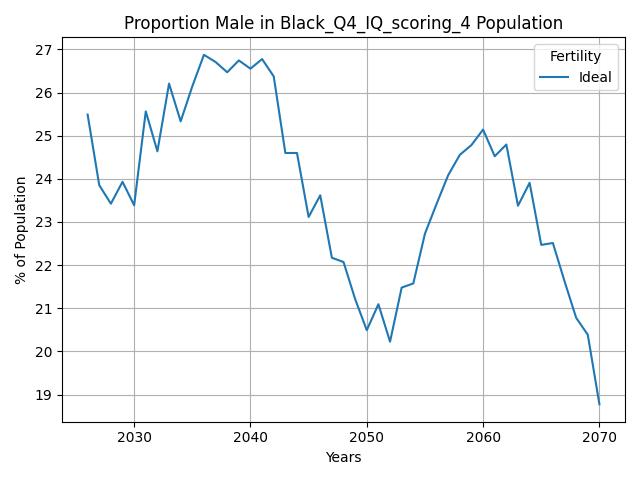 Proportion Male in Black_Q4_IQ_scoring_4 Population
27
26
25
24
23
22
21
20
19
% of Population
Fertility
Ideal
2030 2040 2050 2060 2070
Years